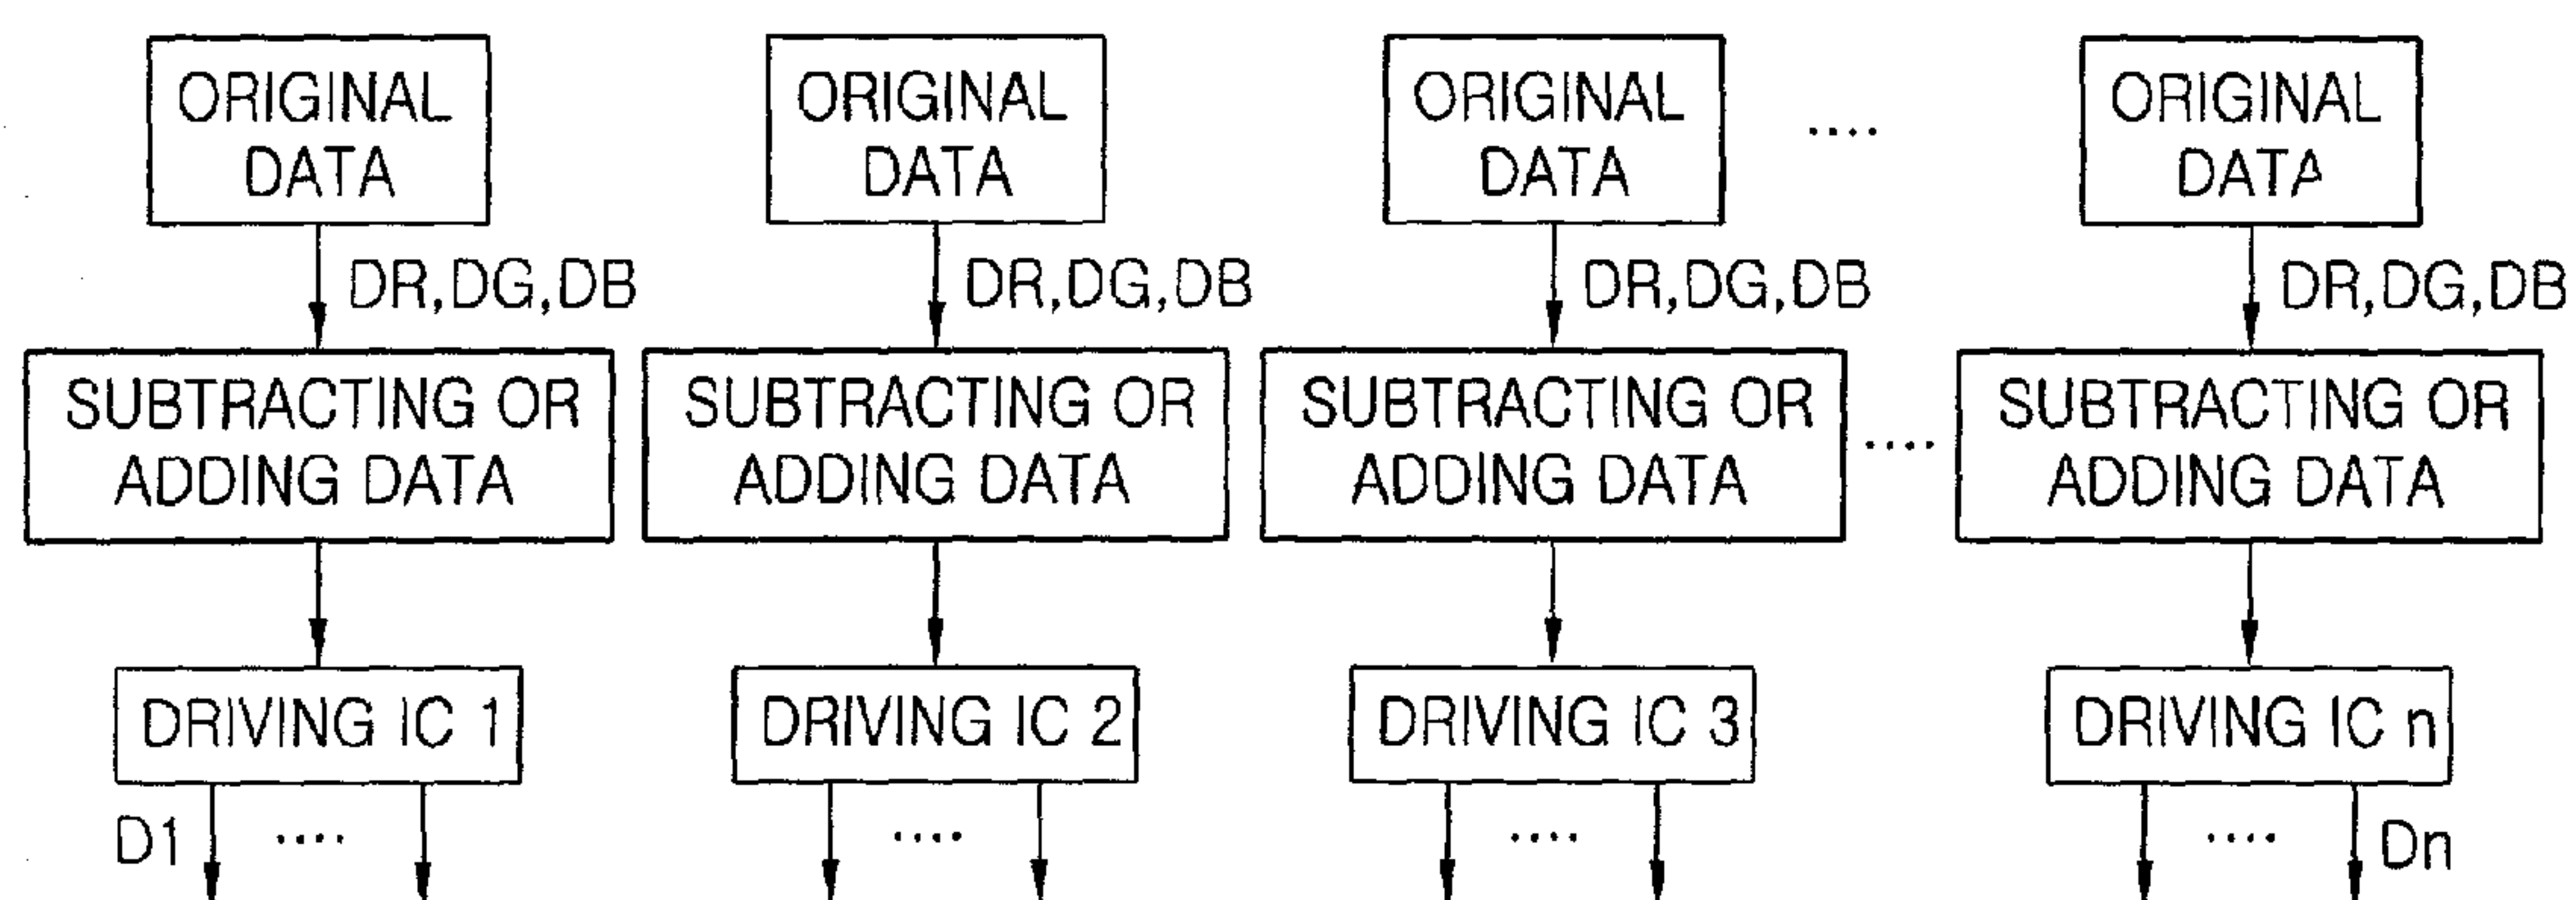 ORIGINAL DATA
ORIGINAL DATA
ORIGINAL DATA
....
ORIGINAL DATA
DR,DG,DB
DR,DG,DB
DR,DG,DB
DR,DG,DB
SUBTRACTING OR
ADDING DATA
SUBTRACTING OR
ADDING DATA
SUBTRACTING OR
ADDING DATA
....
SUBTRACTING OR
ADDING DATA
DRIVING IC 1
DRIVING IC 2
DRIVING IC 3
DRIVING IC n
D1
....
....
....
....
Dn